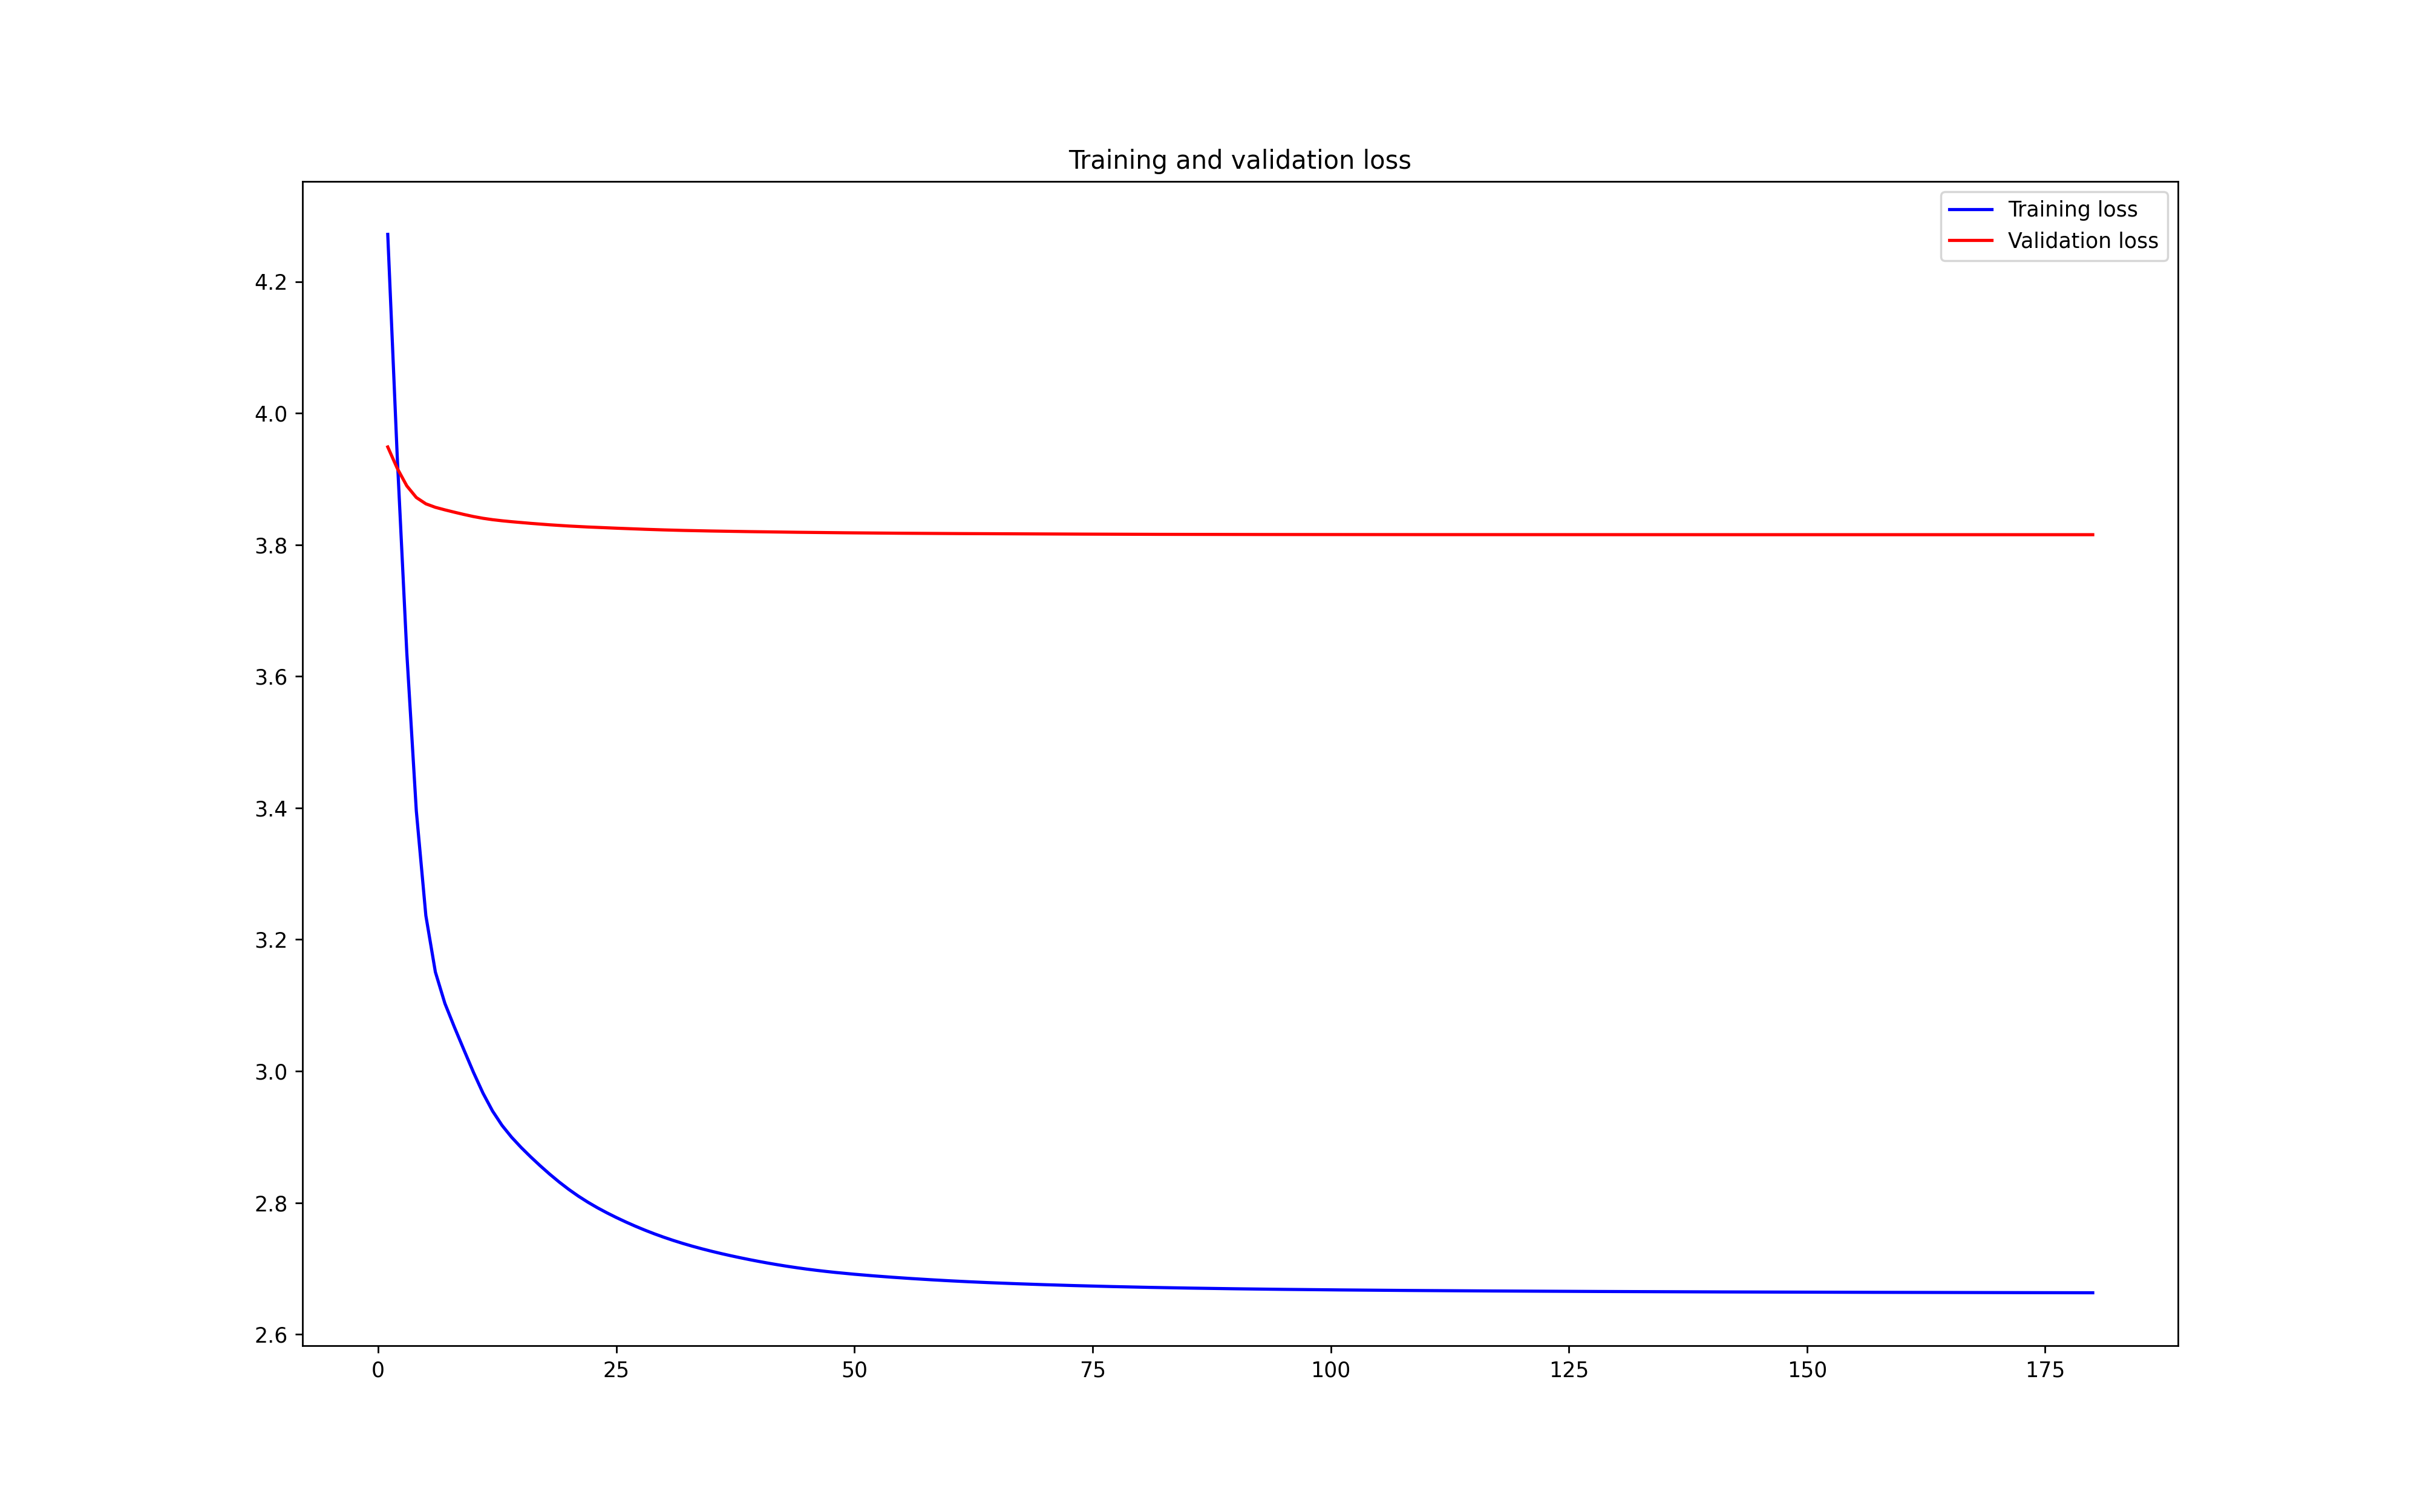 Training and validation loss
Training loss
Validation loss
4.2
4.0
3.8
3.6
3.4
3.2
3.0
2.8
2.6
0 25 50 75 100 125 150 175